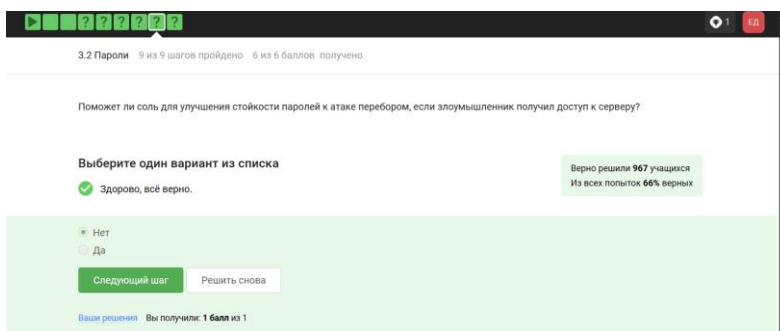 ? ? ? ? ? ?
1 ЕД
3.2 Пароли 9 из 9 шагов пройдено 6 из 6 баллов получено
Поможет ли соль для улучшения стойкости паролей к атаке перебором, если злоумышленник получил доступ к серверу?
Выберите один вариант из списка
Здорово, всё верно.
Верно решили 967 учащихся
Из всех попыток 66% верных
Нет
Да
Следующий шаг Решить снова
Ваши решения Вы получили: 1 балл из 1